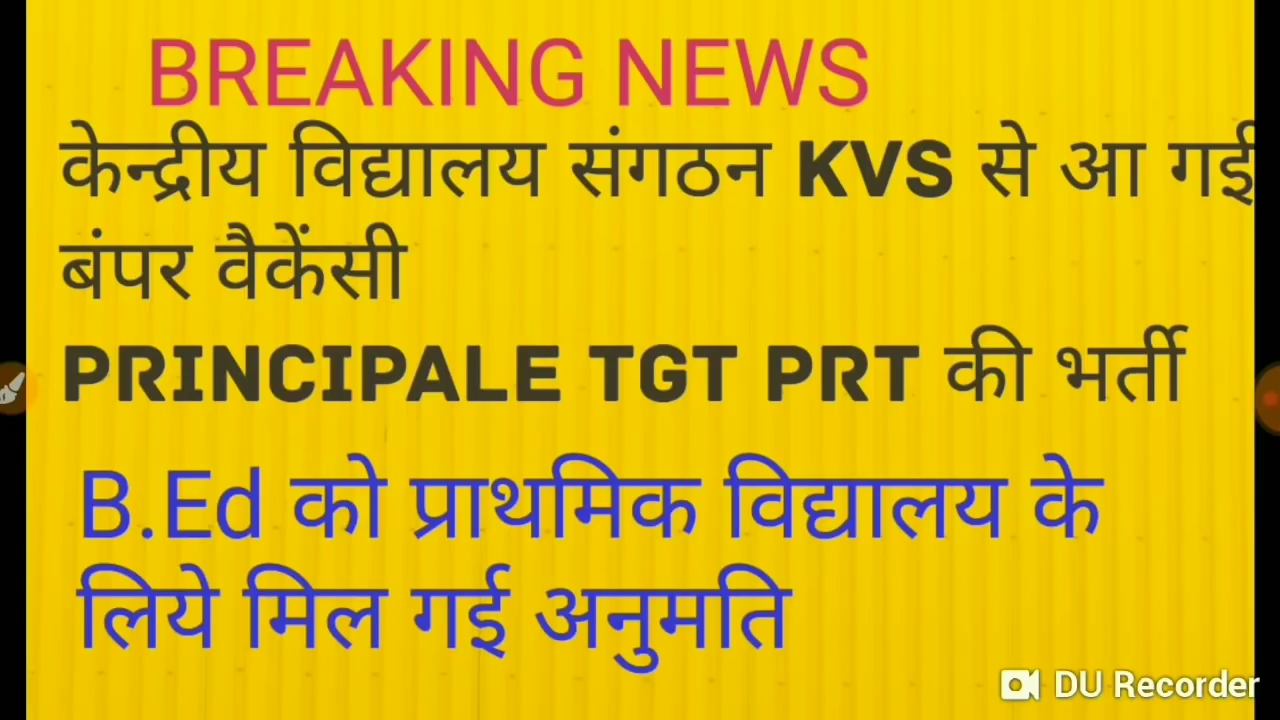 BREAKING NEWS
केन्द्रीय विद्यालय संगठन KVS से आ गई
बंपर वैकेंसी
PRINCIPALE TGT PRT की भर्ती
B.Ed को प्राथमिक विद्यालय के
लिये मिल गई अनुमति
DU Recorder